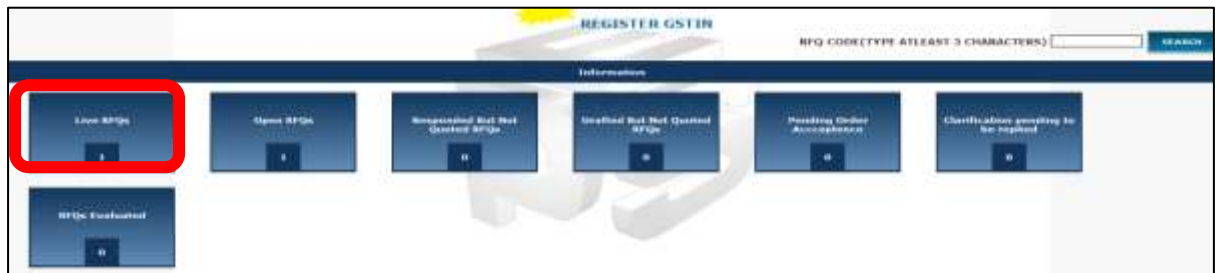 REGISTER GSTIN
RFQ CODE(TYPE ATLEAST 3 CHARACTERS)
SEARCH
Information
Live RFQs
1
Open RFQs
1
Responded But Not
Quoted RFQs
0
Drafted But Not Quoted
RFQs
0
Pending Order
Acceptance
0
Clarification pending to
be replied
0
RFQs Evaluated
0